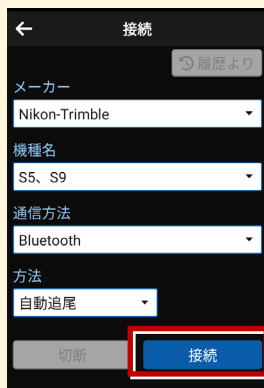 接続
履歴より
メーカー
Nikon-Trimble
機種名
S5、S9
通信方法
Bluetooth
方法
自動追尾
切断
接続